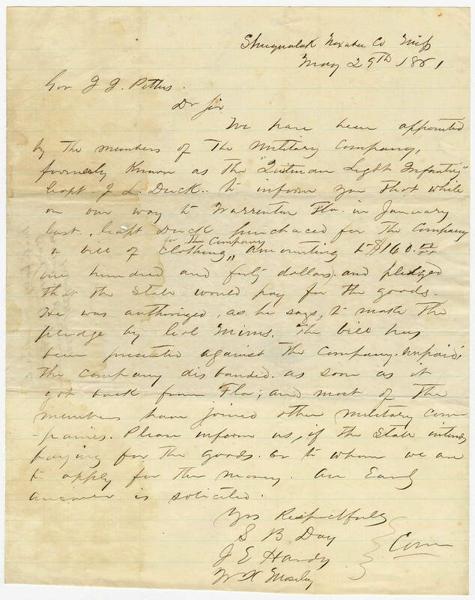 Shuqualak Noxubee Co Miss
May 29th 1861
Gov J. J. Pettus
Dr Sir
We have been appointed
by the members of the Military Company,
formerly known as the "Quitman Light Infantry"
Capt J. L. Duck. to inform you that while
on our way to Warrenton Fla. in January
last, Capt Duck purchased for the Company
for the Company
a bill of clothing, amounting to $160.00
one hundred and sixty dollars, and pledged
that the State would pay for the goods.
He was authorized, as he says, to make the
pledge by Col Mims. The bill has
been presented against the Company. unpaid.
the Company disbanded. as soon as it
got back from Fla; and most of the
members have joined other military com
-panies. Please inform us, if the State intends
paying for the goods. or to whom we are
to apply for the money. An Early
answer is solicited.
Yrs Respectfully
S B Day
J E Hardy
W H
Com